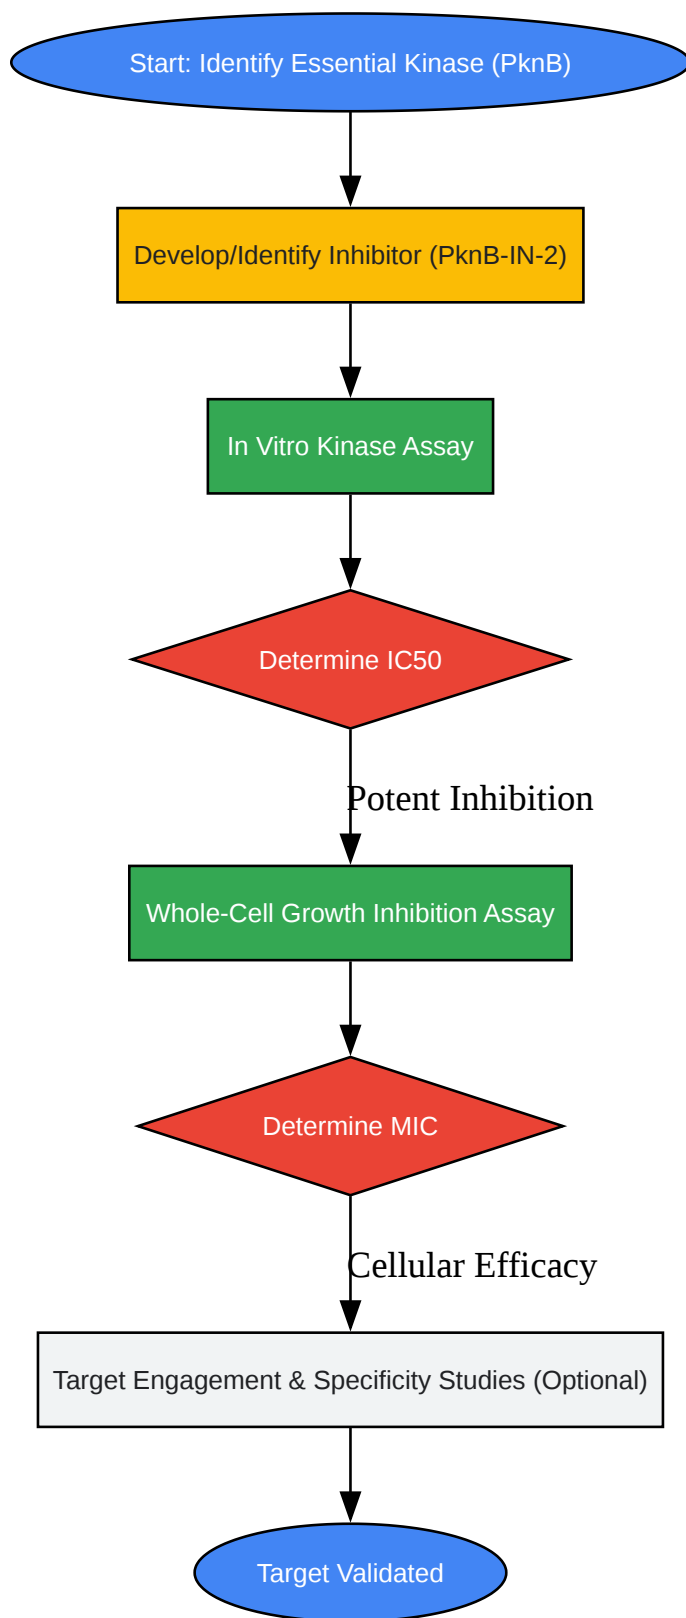 Start: Identify Essential Kinase (PknB)
Develop/Identify Inhibitor (PknB-IN-2)
In Vitro Kinase Assay
Determine IC50
Potent Inhibition
Whole-Cell Growth Inhibition Assay
Determine MIC
Cellular Efficacy
Target Engagement & Specificity Studies (Optional)
Target Validated